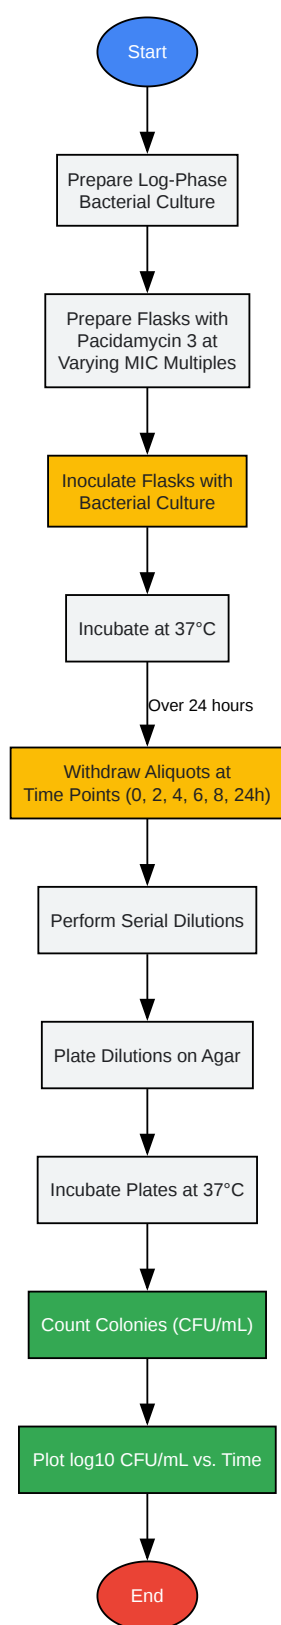 Start
Prepare Log-Phase
Bacterial Culture
Prepare Flasks with
Pacidamycin 3 at
Varying MIC Multiples
Inoculate Flasks with
Bacterial Culture
Incubate at 37°C
Over 24 hours
Withdraw Aliquots at
Time Points (0, 2, 4, 6, 8, 24h)
Perform Serial Dilutions
Plate Dilutions on Agar
Incubate Plates at 37°C
Count Colonies (CFU/mL)
Plot log10 CFU/mL vs. Time
End